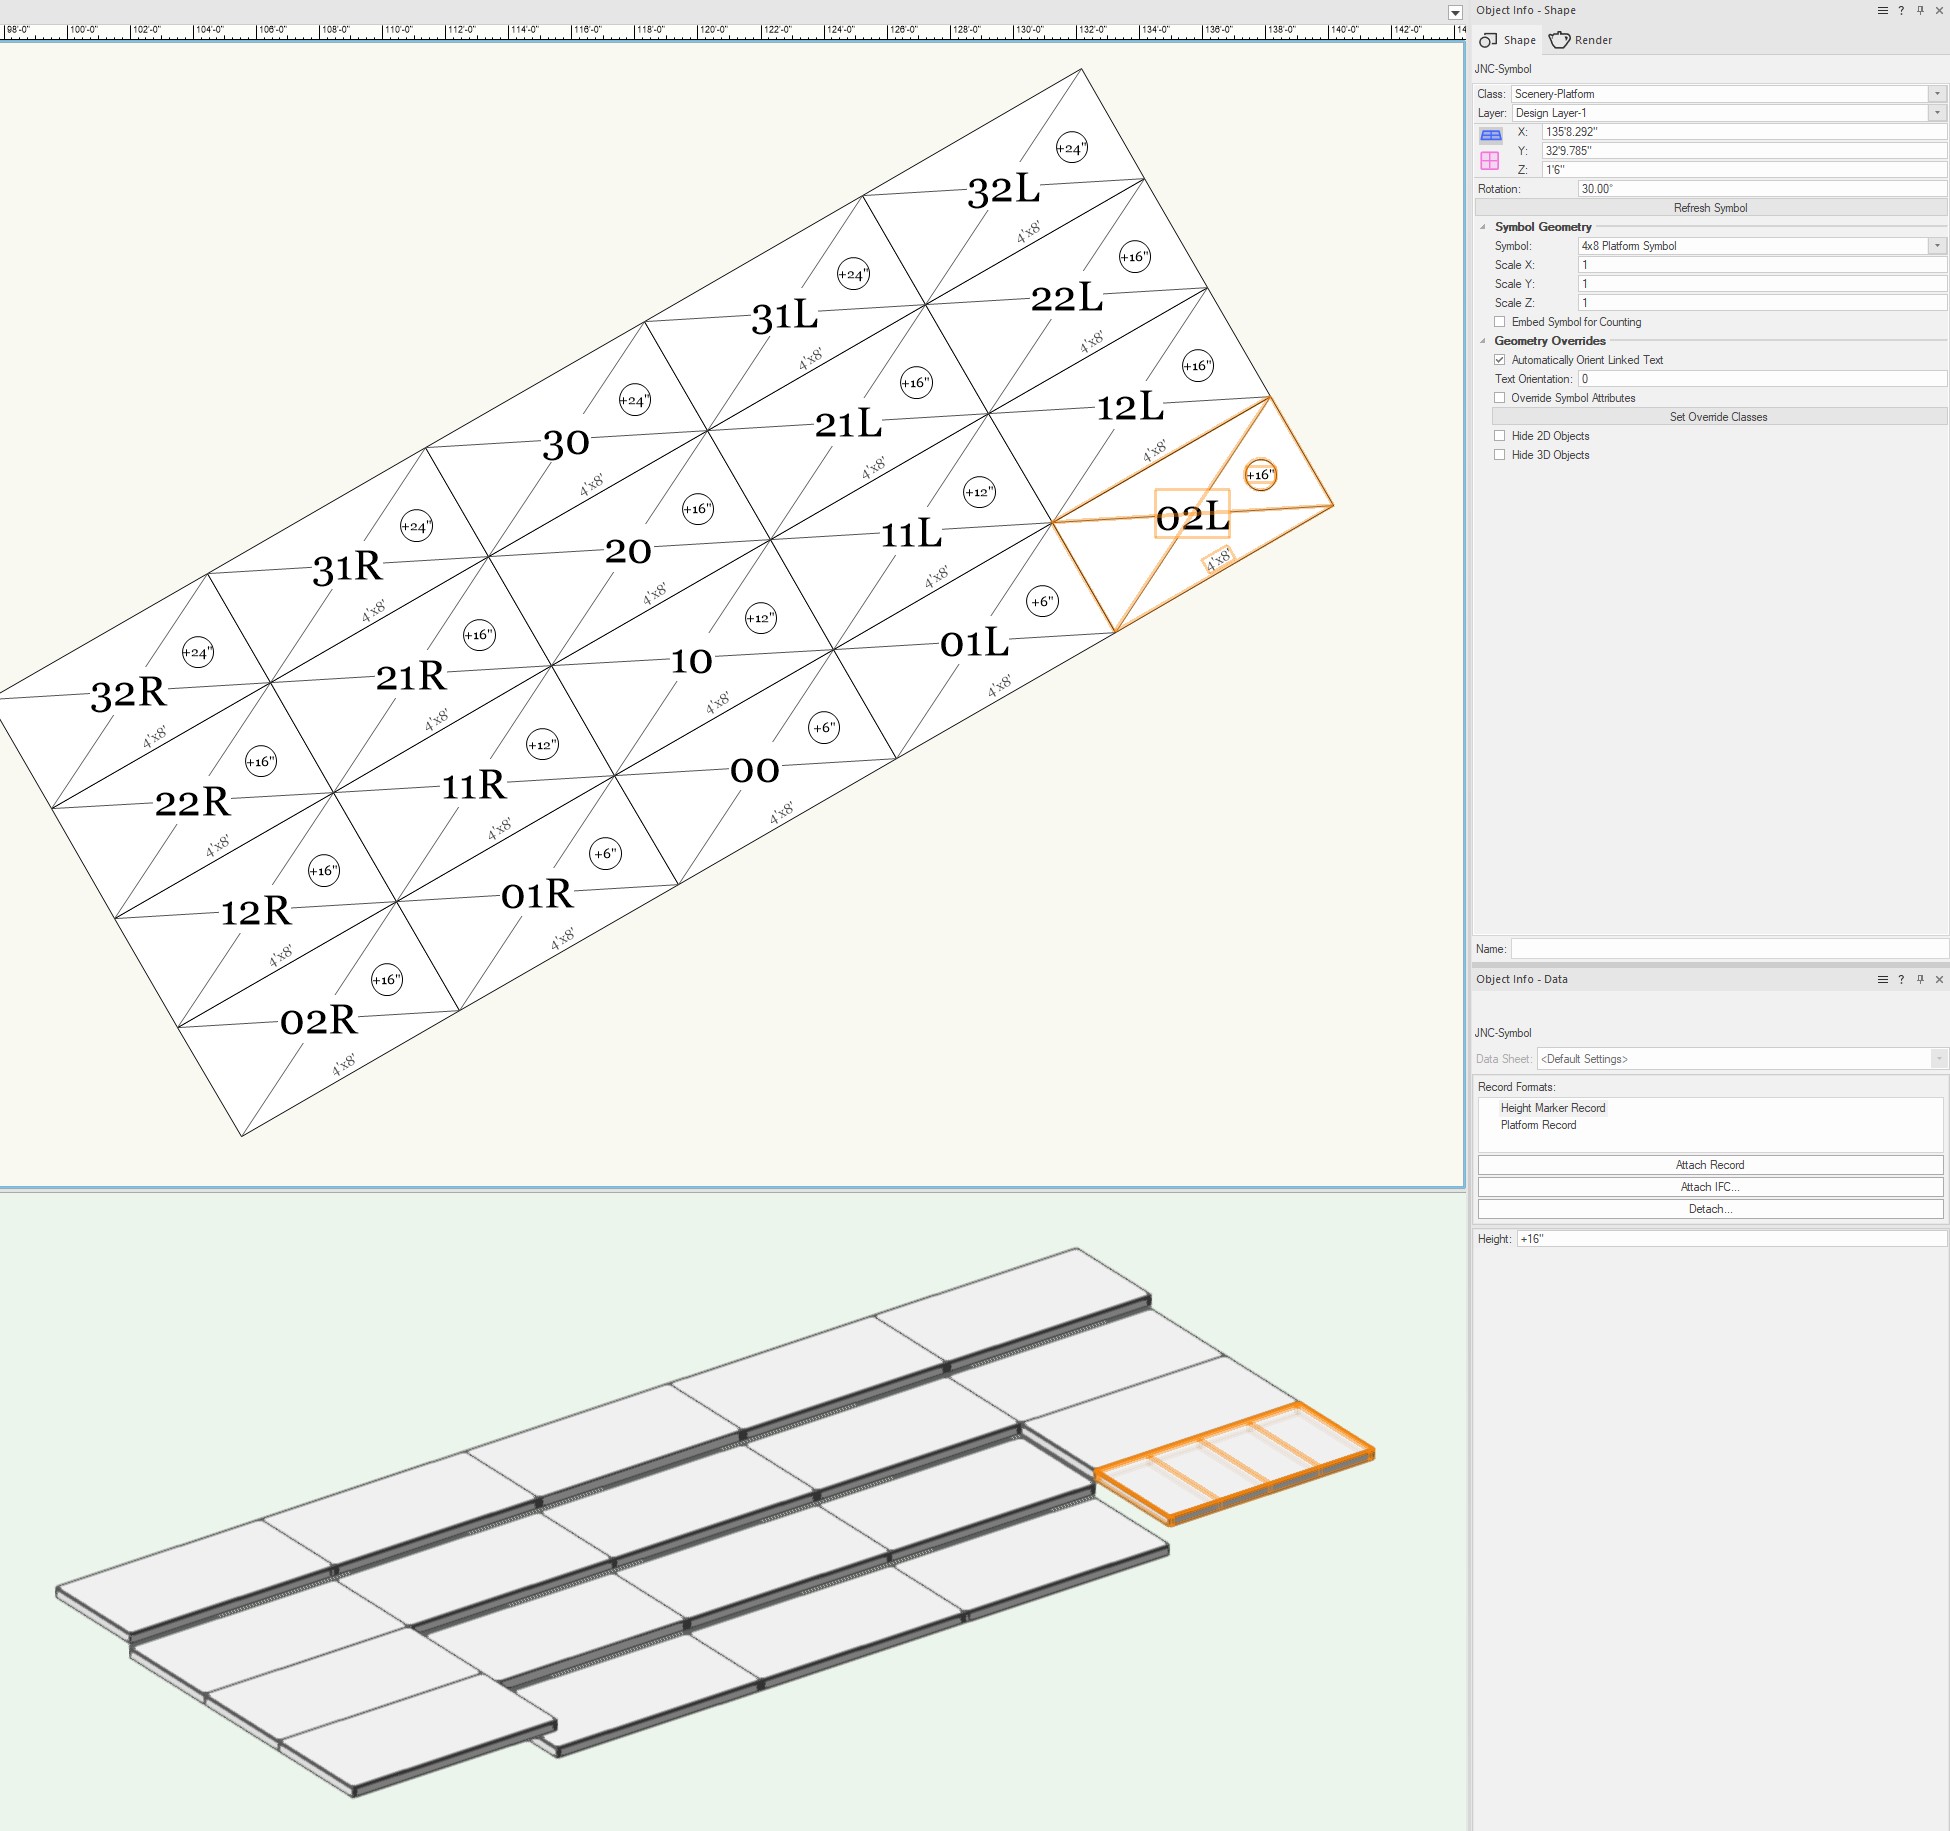 98'-0" 100'-0" 102'-0" 104'-0" 106'-0" 108'-0" 110'-0" 112'-0" 114'-0" 116'-0" 118'-0" 120'-0" 122'-0" 124'-0" 126'-0" 128'-0" 130'-0" 132'-0" 134'-0" 136'-0" 138'-0" 140'-0" 142'-0" 14
+24"
32L
4'x8'
+24"
31L
4'x8'
+16"
22L
4'x8'
+24"
30
4'x8'
+16"
21L
4'x8'
+16"
12L
4'x8'
+24"
31R
4'x8'
+16"
20
4'x8'
+12"
11L
4'x8'
+16"
02L
4'x8'
+24"
32R
4'x8'
+16"
21R
4'x8'
+12"
10
4'x8'
+6"
01L
4'x8'
+16"
22R
4'x8'
+12"
11R
4'x8'
+6"
00
4'x8'
+16"
12R
4'x8'
+6"
01R
4'x8'
+16"
02R
4'x8'
Object Info - Shape ?
Shape Render
JNC-Symbol
Class: Scenery-Platform
Layer: Design Layer-1
X: 135'8.292"
Y: 32'9.785"
Z: 1'6"
Rotation: 30.00°
Refresh Symbol
Symbol Geometry
Symbol: 4x8 Platform Symbol
Scale X: 1
Scale Y: 1
Scale Z: 1
Embed Symbol for Counting
Geometry Overrides
Automatically Orient Linked Text
Text Orientation: 0
Override Symbol Attributes
Set Override Classes
Hide 2D Objects
Hide 3D Objects
Name:
Object Info - Data ?
JNC-Symbol
Data Sheet: <Default Settings>
Record Formats:
Height Marker Record
Platform Record
Attach Record
Attach IFC...
Detach...
Height: +16"